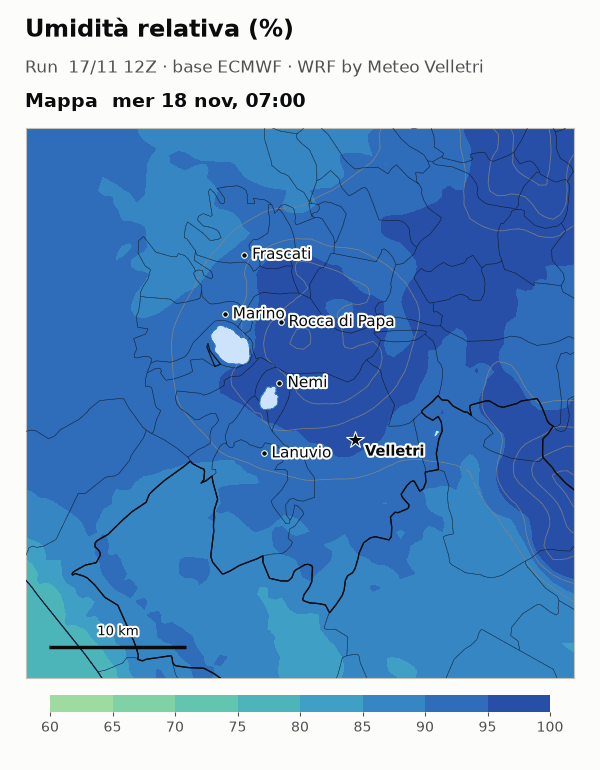 Umidità relativa (%)
Run  17/11 12Z · base ECMWF · WRF by Meteo Velletri
Mappa  mer 18 nov, 07:00
Frascati
Marino
Rocca di Papa
Nemi
Velletri
Lanuvio
10 km
60 65 70 75 80 85 90 95 100